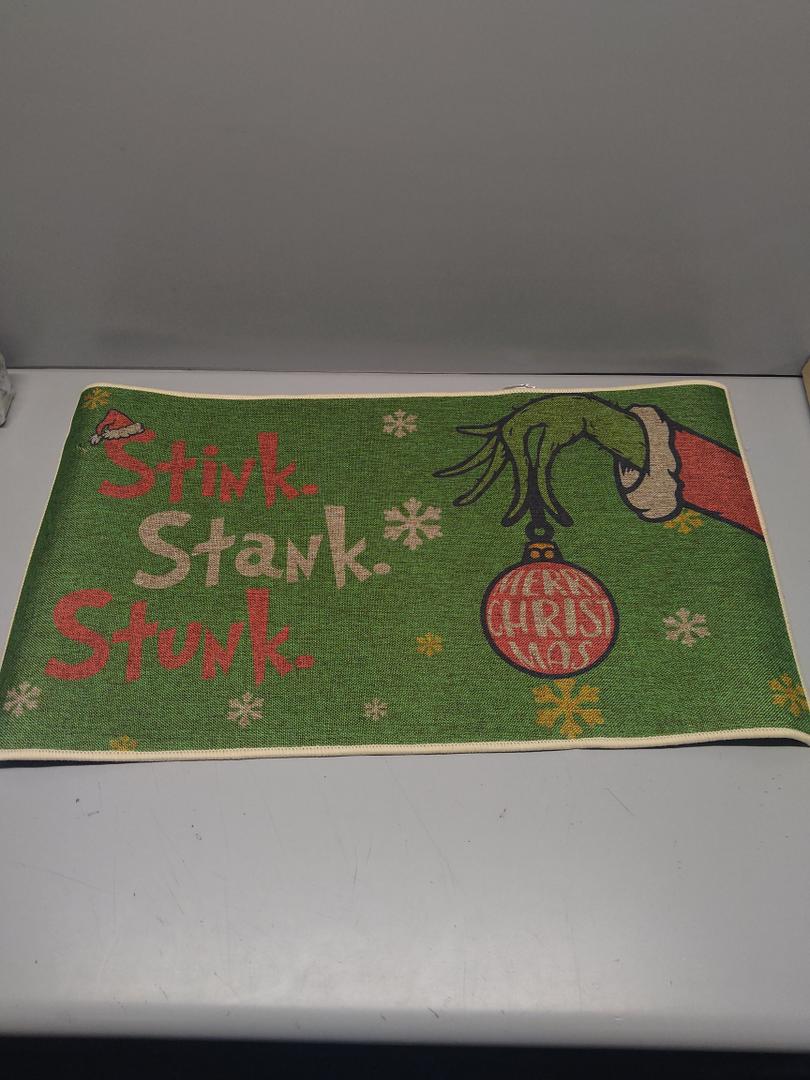 Stink.
Stank.
Stunk.
MERRY
CHRIST
MAS